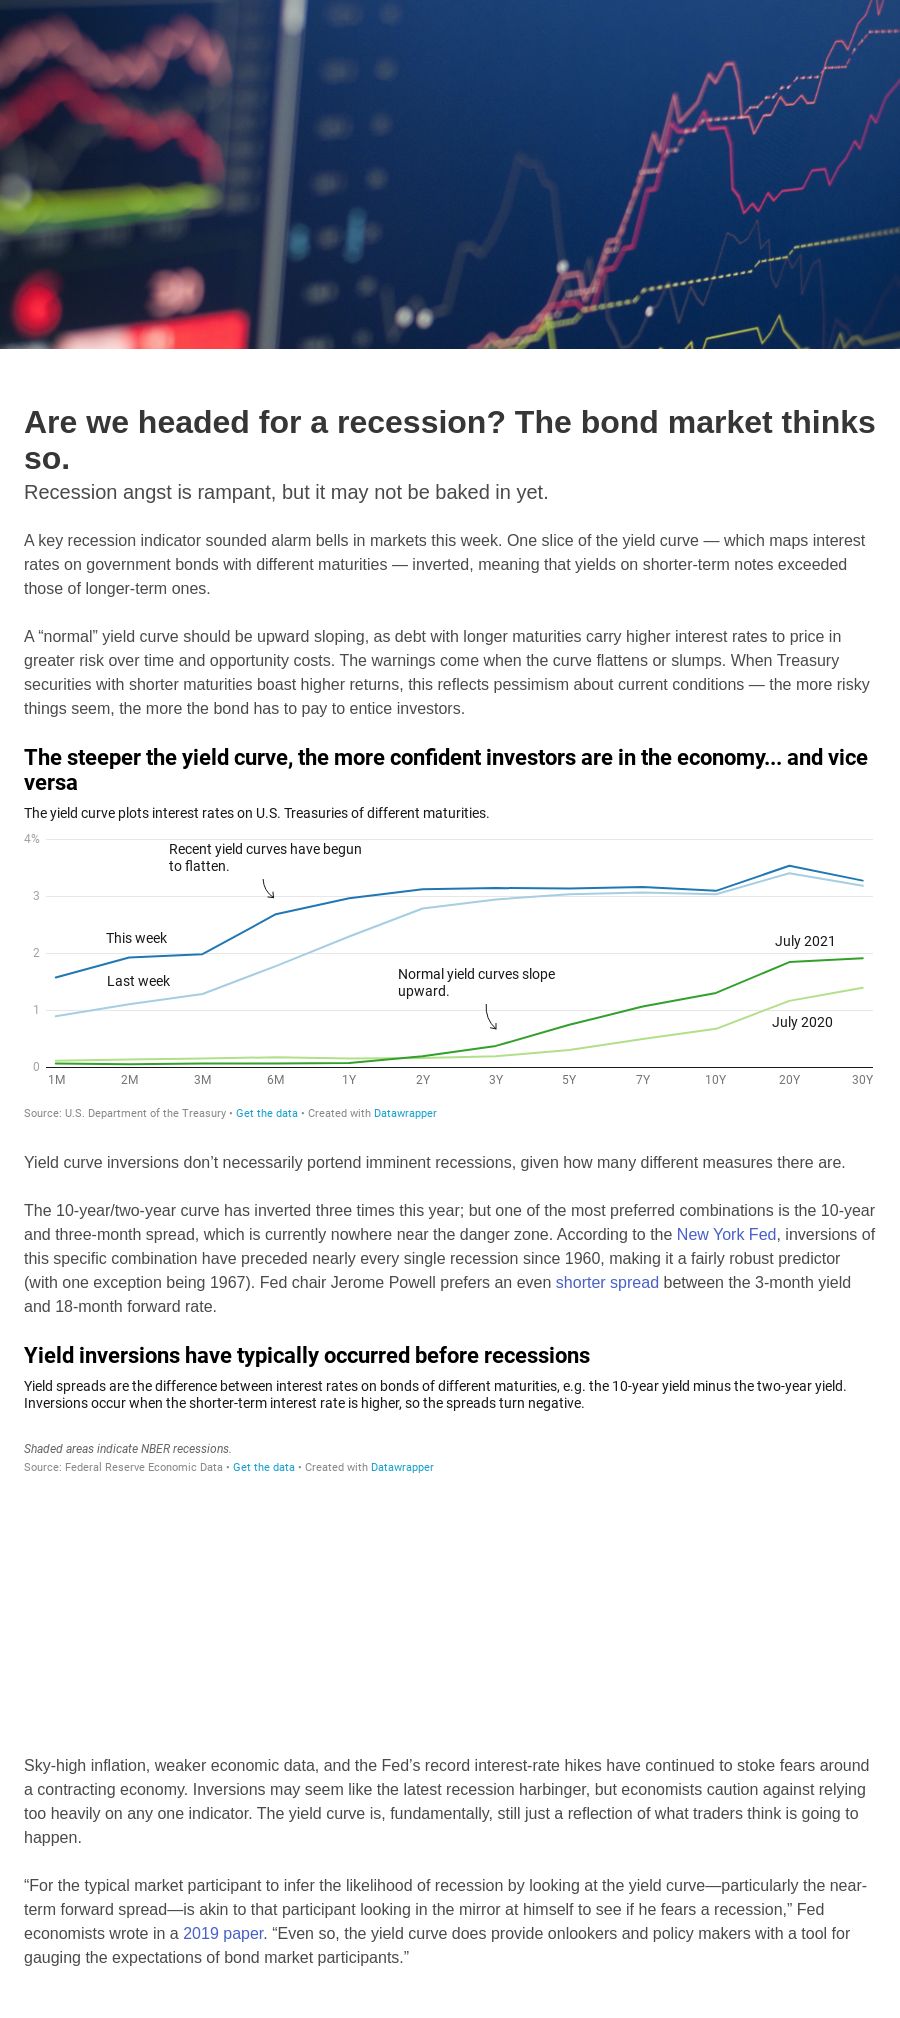 Are we headed for a recession? The bond market thinks
so.
Recession angst is rampant, but it may not be baked in yet.
A key recession indicator sounded alarm bells in markets this week. One slice of the yield curve — which maps interest
rates on government bonds with different maturities — inverted, meaning that yields on shorter-term notes exceeded
those of longer-term ones.
A “normal” yield curve should be upward sloping, as debt with longer maturities carry higher interest rates to price in
greater risk over time and opportunity costs. The warnings come when the curve flattens or slumps. When Treasury
securities with shorter maturities boast higher returns, this reflects pessimism about current conditions — the more risky
things seem, the more the bond has to pay to entice investors.
The steeper the yield curve, the more confident investors are in the economy... and vice
versa
The yield curve plots interest rates on U.S. Treasuries of different maturities.
4%
Recent yield curves have begun
to flatten.
3
This week
2
July 2021
Last week
Normal yield curves slope
upward.
1
July 2020
0
1M 2M 3M 6M 1Y 2Y 3Y 5Y 7Y 10Y 20Y 30Y
Source: U.S. Department of the Treasury • Get the data • Created with Datawrapper
Yield curve inversions don’t necessarily portend imminent recessions, given how many different measures there are.
The 10-year/two-year curve has inverted three times this year; but one of the most preferred combinations is the 10-year
and three-month spread, which is currently nowhere near the danger zone. According to the New York Fed, inversions of
this specific combination have preceded nearly every single recession since 1960, making it a fairly robust predictor
(with one exception being 1967). Fed chair Jerome Powell prefers an even shorter spread between the 3-month yield
and 18-month forward rate.
Yield inversions have typically occurred before recessions
Yield spreads are the difference between interest rates on bonds of different maturities, e.g. the 10-year yield minus the two-year yield.
Inversions occur when the shorter-term interest rate is higher, so the spreads turn negative.
Shaded areas indicate NBER recessions.
Source: Federal Reserve Economic Data • Get the data • Created with Datawrapper
Sky-high inflation, weaker economic data, and the Fed’s record interest-rate hikes have continued to stoke fears around
a contracting economy. Inversions may seem like the latest recession harbinger, but economists caution against relying
too heavily on any one indicator. The yield curve is, fundamentally, still just a reflection of what traders think is going to
happen.
“For the typical market participant to infer the likelihood of recession by looking at the yield curve—particularly the near-
term forward spread—is akin to that participant looking in the mirror at himself to see if he fears a recession,” Fed
economists wrote in a 2019 paper. “Even so, the yield curve does provide onlookers and policy makers with a tool for
gauging the expectations of bond market participants.”